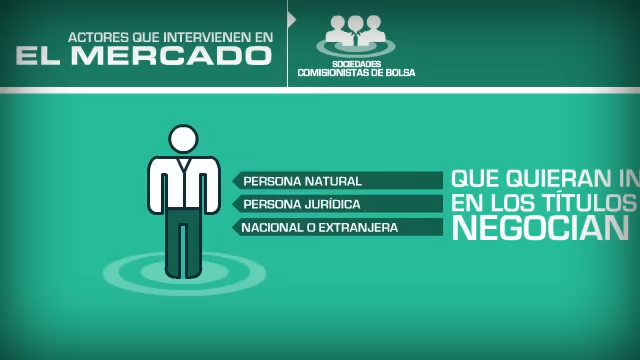 ACTORES QUE INTERVIENEN EN
EL MERCADO
SOCIEDADES
COMISIONISTAS DE BOLSA
PERSONA NATURAL
PERSONA JURÍDICA
NACIONAL O EXTRANJERA
QUE QUIERAN
EN LOS TÍTULOS
NEGOCIAN